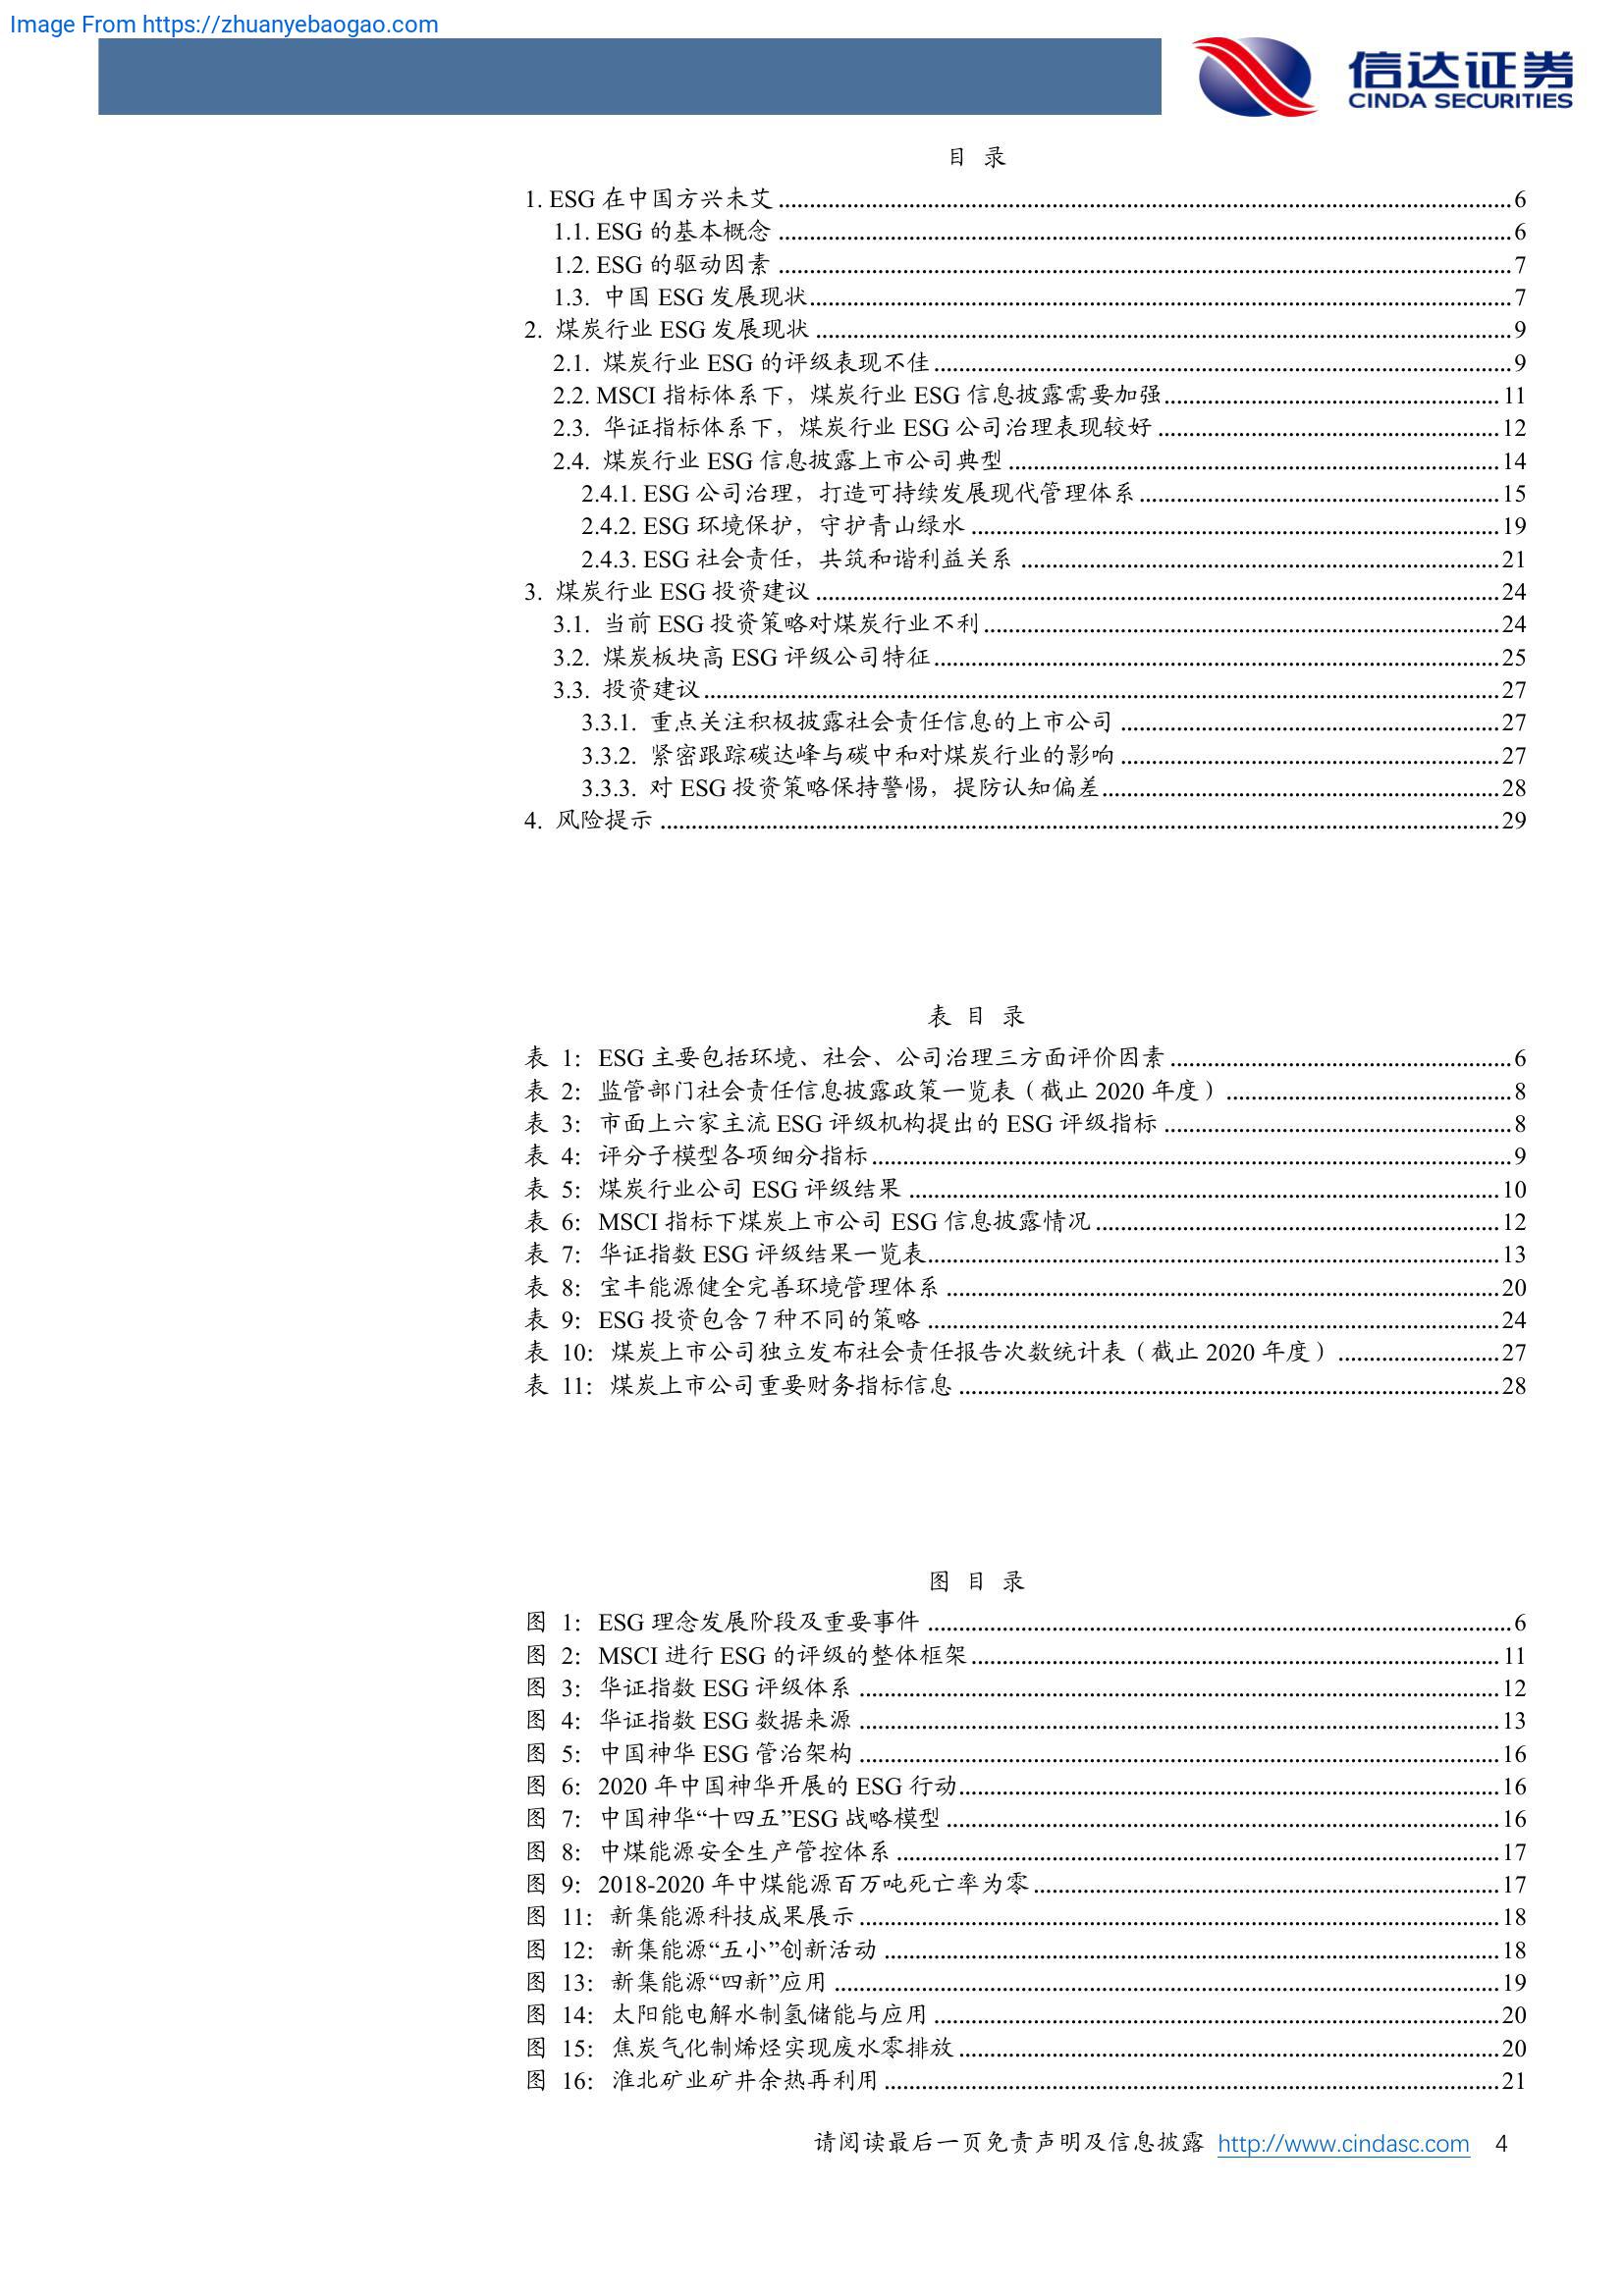 Image From https://zhuanyebaogao.com
信达证券
CINDA SECURITIES
目 录
1. ESG 在中国方兴未艾 ........ 6
1.1. ESG 的基本概念 ........ 6
1.2. ESG 的驱动因素 ........ 7
1.3. 中国 ESG 发展现状 ........ 7
2. 煤炭行业 ESG 发展现状 ........ 9
2.1. 煤炭行业 ESG 的评级表现不佳 ........ 9
2.2. MSCI 指标体系下，煤炭行业 ESG 信息披露需要加强 ........ 11
2.3. 华证指标体系下，煤炭行业 ESG 公司治理表现较好 ........ 12
2.4. 煤炭行业 ESG 信息披露上市公司典型 ........ 14
2.4.1. ESG 公司治理，打造可持续发展现代管理体系 ........ 15
2.4.2. ESG 环境保护，守护青山绿水 ........ 19
2.4.3. ESG 社会责任，共筑和谐利益关系 ........ 21
3. 煤炭行业 ESG 投资建议 ........ 24
3.1. 当前 ESG 投资策略对煤炭行业不利 ........ 24
3.2. 煤炭板块高 ESG 评级公司特征 ........ 25
3.3. 投资建议 ........ 27
3.3.1. 重点关注积极披露社会责任信息的上市公司 ........ 27
3.3.2. 紧密跟踪碳达峰与碳中和对煤炭行业的影响 ........ 27
3.3.3. 对 ESG 投资策略保持警惕，提防认知偏差 ........ 28
4. 风险提示 ........ 29
表 目 录
表 1：ESG 主要包括环境、社会、公司治理三方面评价因素 ........ 6
表 2：监管部门社会责任信息披露政策一览表（截止 2020 年度） ........ 8
表 3：市面上六家主流 ESG 评级机构提出的 ESG 评级指标 ........ 8
表 4：评分子模型各项细分指标 ........ 9
表 5：煤炭行业公司 ESG 评级结果 ........ 10
表 6：MSCI 指标下煤炭上市公司 ESG 信息披露情况 ........ 12
表 7：华证指数 ESG 评级结果一览表 ........ 13
表 8：宝丰能源健全完善环境管理体系 ........ 20
表 9：ESG 投资包含 7 种不同的策略 ........ 24
表 10：煤炭上市公司独立发布社会责任报告次数统计表（截止 2020 年度） ........ 27
表 11：煤炭上市公司重要财务指标信息 ........ 28
图 目 录
图 1：ESG 理念发展阶段及重要事件 ........ 6
图 2：MSCI 进行 ESG 的评级的整体框架 ........ 11
图 3：华证指数 ESG 评级体系 ........ 12
图 4：华证指数 ESG 数据来源 ........ 13
图 5：中国神华 ESG 管治架构 ........ 16
图 6：2020 年中国神华开展的 ESG 行动 ........ 16
图 7：中国神华“十四五”ESG 战略模型 ........ 16
图 8：中煤能源安全生产管控体系 ........ 17
图 9：2018-2020 年中煤能源百万吨死亡率为零 ........ 17
图 11：新集能源科技成果展示 ........ 18
图 12：新集能源“五小”创新活动 ........ 18
图 13：新集能源“四新”应用 ........ 19
图 14：太阳能电解水制氢储能与应用 ........ 20
图 15：焦炭气化制烯烃实现废水零排放 ........ 20
图 16：淮北矿业矿井余热再利用 ........ 21
请阅读最后一页免责声明及信息披露 http://www.cindasc.com 4